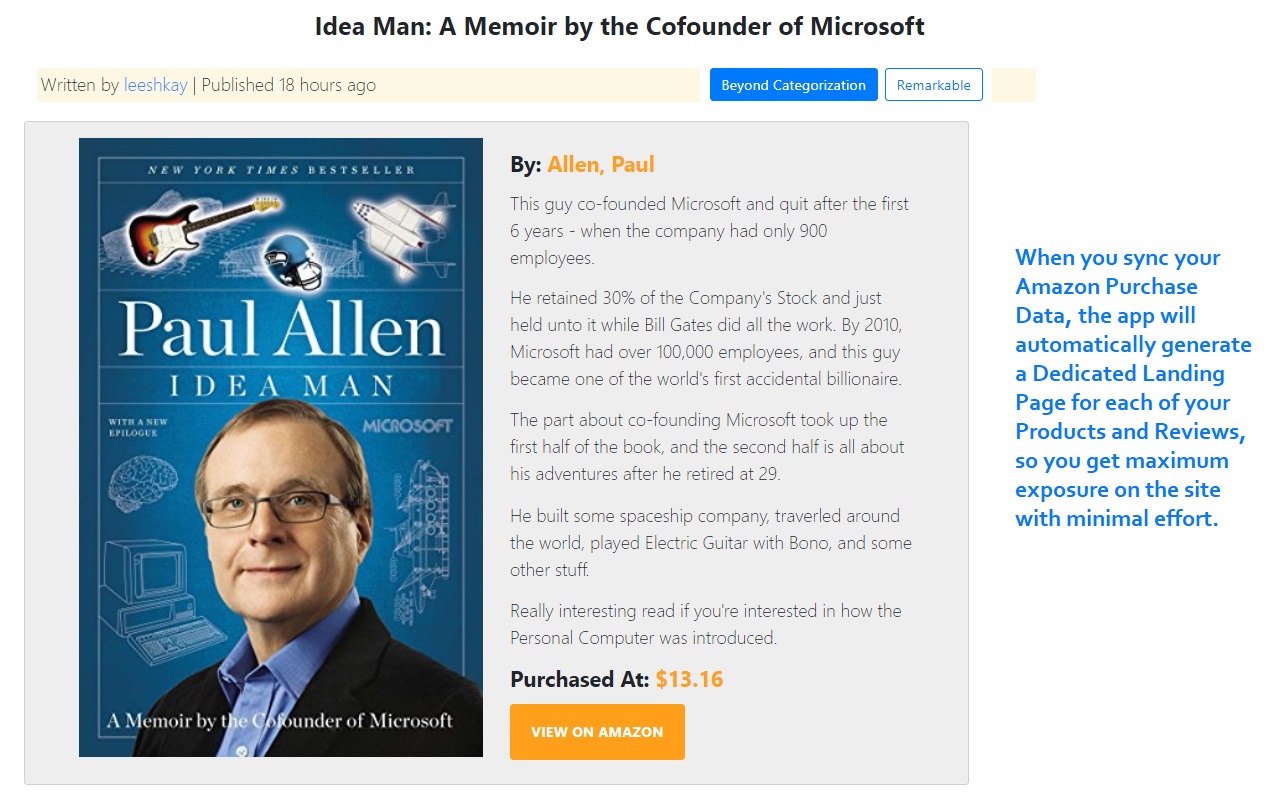 Idea Man: A Memoir by the Cofounder of Microsoft
Written by leeshkay | Published 18 hours ago
Beyond Categorization
Remarkable
NEW YORK TIMES BESTSELLER
Paul Allen
IDEA MAN
WITH A NEW
EPILOGUE
MICROSOFT
A Memoir by the Cofounder of Microsoft
By: Allen, Paul
This guy co-founded Microsoft and quit after the first
6 years - when the company had only 900
employees.
He retained 30% of the Company's Stock and just
held unto it while Bill Gates did all the work. By 2010,
Microsoft had over 100,000 employees, and this guy
became one of the world's first accidental billionaire.
The part about co-founding Microsoft took up the
first half of the book, and the second half is all about
his adventures after he retired at 29.
He built some spaceship company, traverled around
the world, played Electric Guitar with Bono, and some
other stuff.
Really interesting read if you're interested in how the
Personal Computer was introduced.
Purchased At: $13.16
VIEW ON AMAZON
When you sync your
Amazon Purchase
Data, the app will
automatically generate
a Dedicated Landing
Page for each of your
Products and Reviews,
so you get maximum
exposure on the site
with minimal effort.